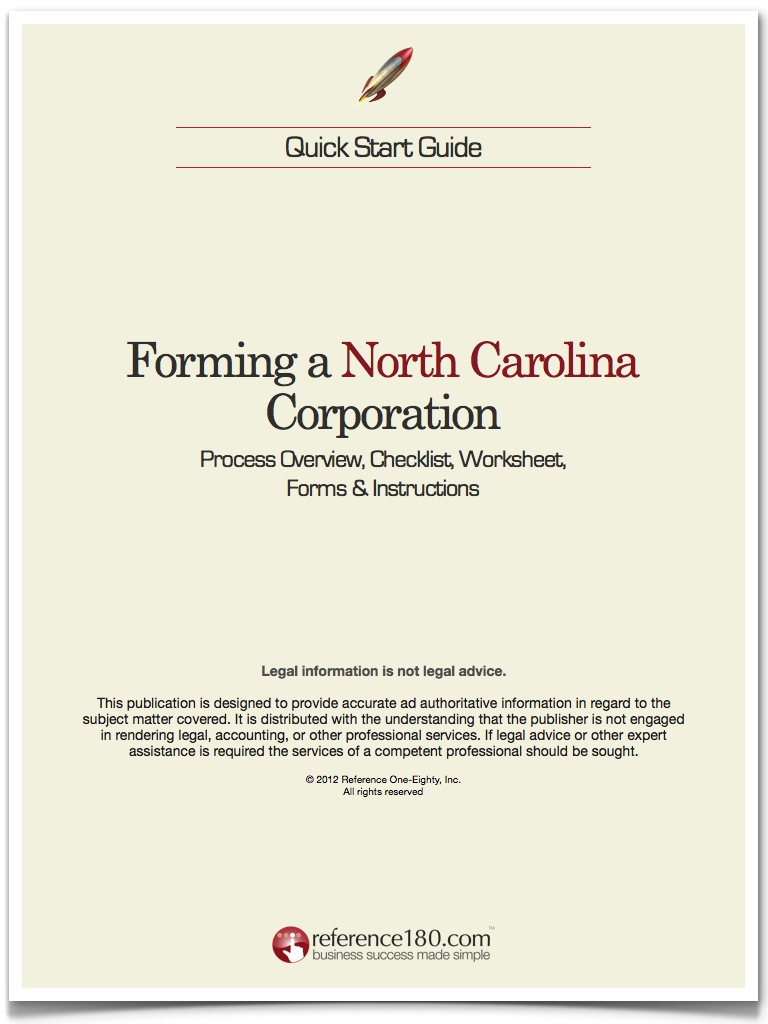 Quick Start Guide
Forming a North Carolina
Corporation
Process Overview, Checklist, Worksheet,
Forms & Instructions
Legal information is not legal advice.
This publication is designed to provide accurate ad authoritative information in regard to the
subject matter covered. It is distributed with the understanding that the publisher is not engaged
in rendering legal, accounting, or other professional services. If legal advice or other expert
assistance is required the services of a competent professional should be sought.
© 2012 Reference One-Eighty, Inc.
All rights reserved
reference180.com™
business success made simple